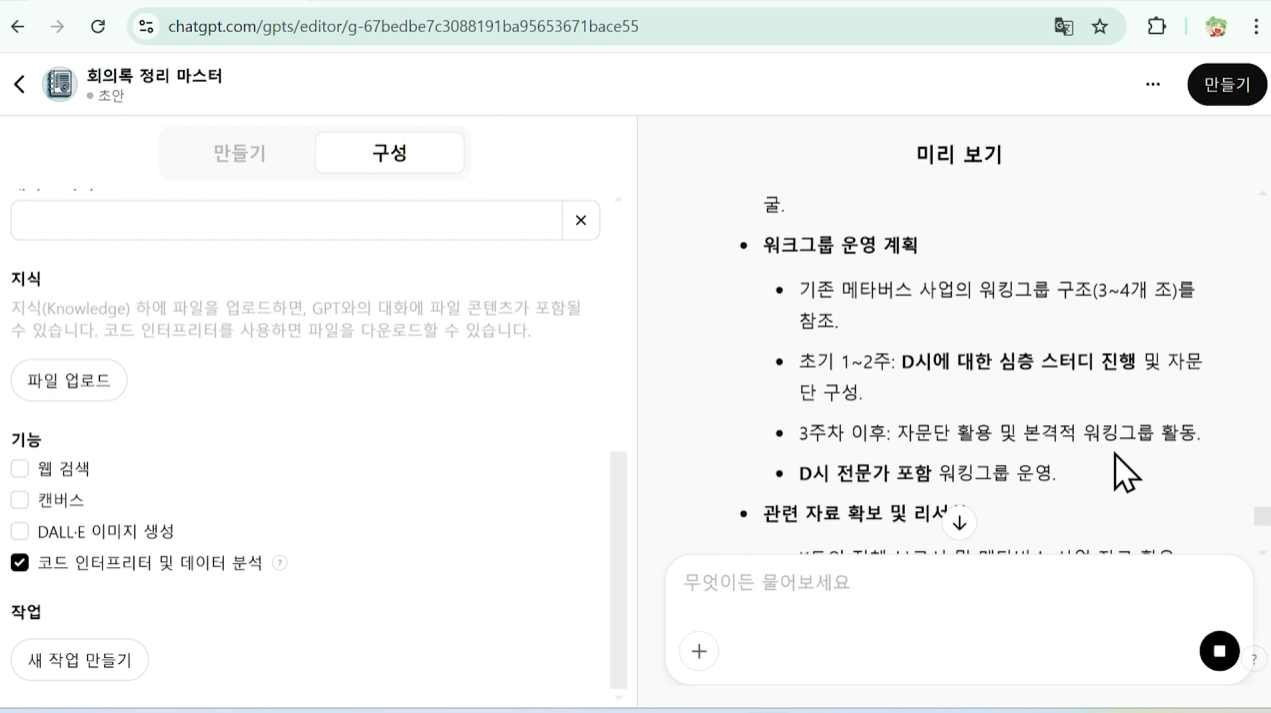 chatgpt.com/gpts/editor/g-67bedbe7c3088191ba95653671bace55
회의록 정리 마스터
초안
만들기
만들기
구성
지식
지식(Knowledge) 하에 파일을 업로드하면, GPT와의 대화에 파일 콘텐츠가 포함될
수 있습니다. 코드 인터프리터를 사용하면 파일을 다운로드할 수 있습니다.
파일 업로드
기능
웹 검색
캔버스
DALL·E 이미지 생성
코드 인터프리터 및 데이터 분석 ?
작업
새 작업 만들기
미리 보기
굴.
• 워크그룹 운영 계획
• 기존 메타버스 사업의 워킹그룹 구조(3~4개 조)를
참조.
• 초기 1~2주: D시에 대한 심층 스터디 진행 및 자문
단 구성.
• 3주차 이후: 자문단 활용 및 본격적 워킹그룹 활동.
• D시 전문가 포함 워킹그룹 운영.
• 관련 자료 확보 및
무엇이든 물어보세요
?